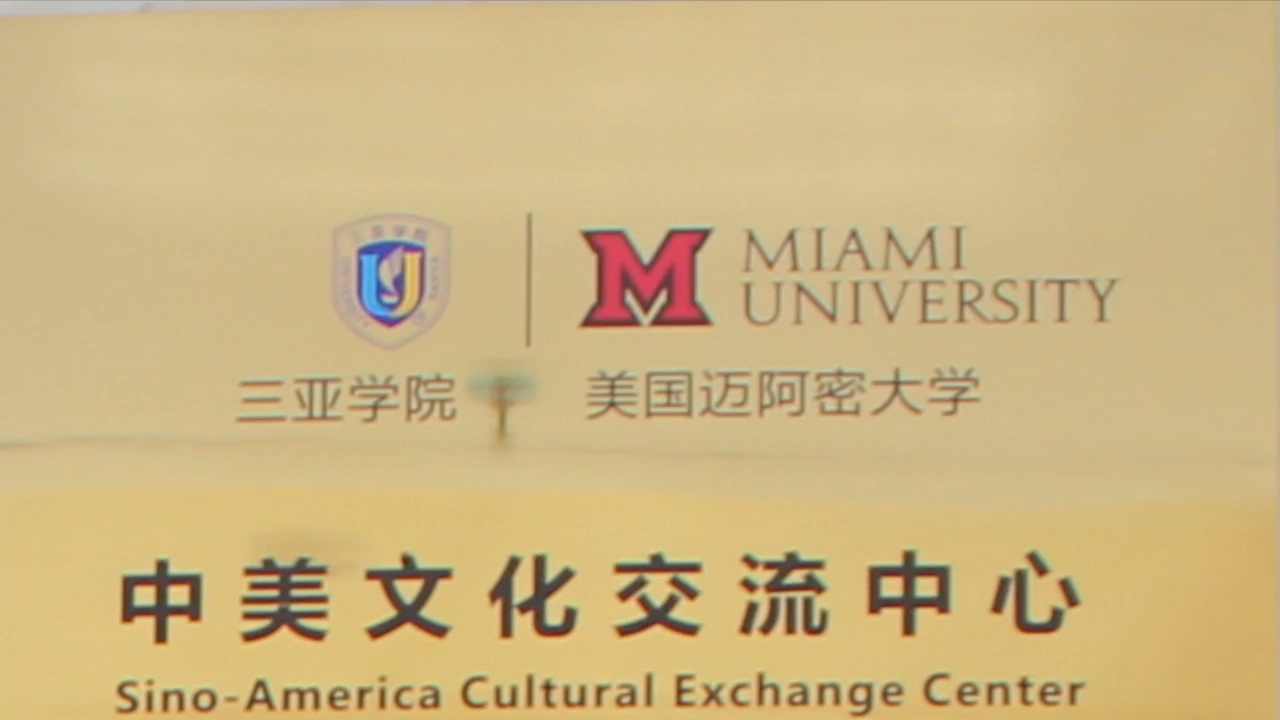 MIAMI
UNIVERSITY
三亚学院
美国迈阿密大学
中美文化交流中心
Sino-America Cultural Exchange Center